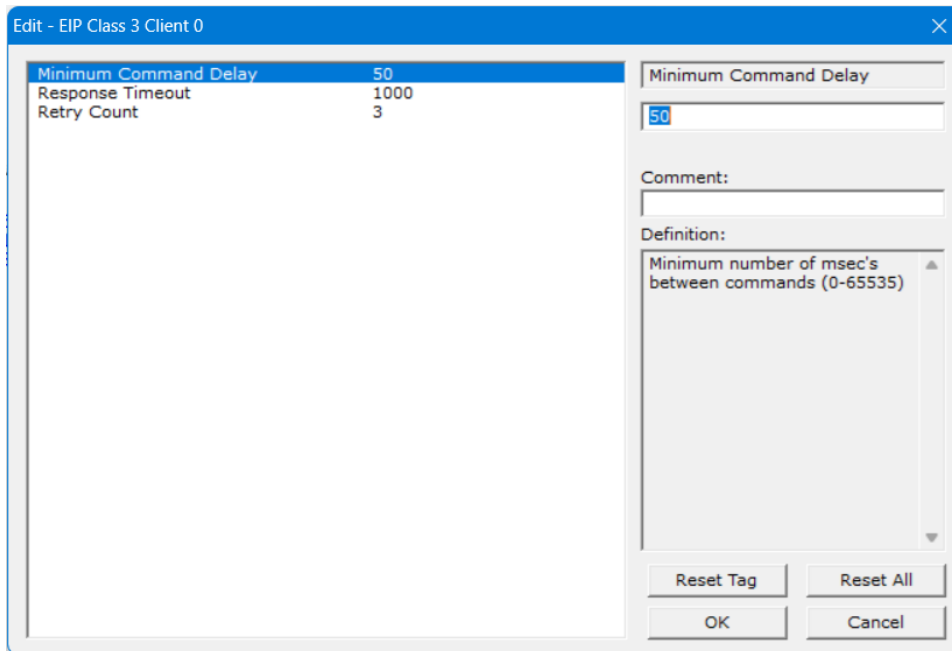 Edit - EIP Class 3 Client 0
Minimum Command Delay 50
Response Timeout 1000
Retry Count 3
Minimum Command Delay
50
Comment:
Definition:
Minimum number of msec's
between commands (0-65535)
Reset Tag Reset All
OK Cancel